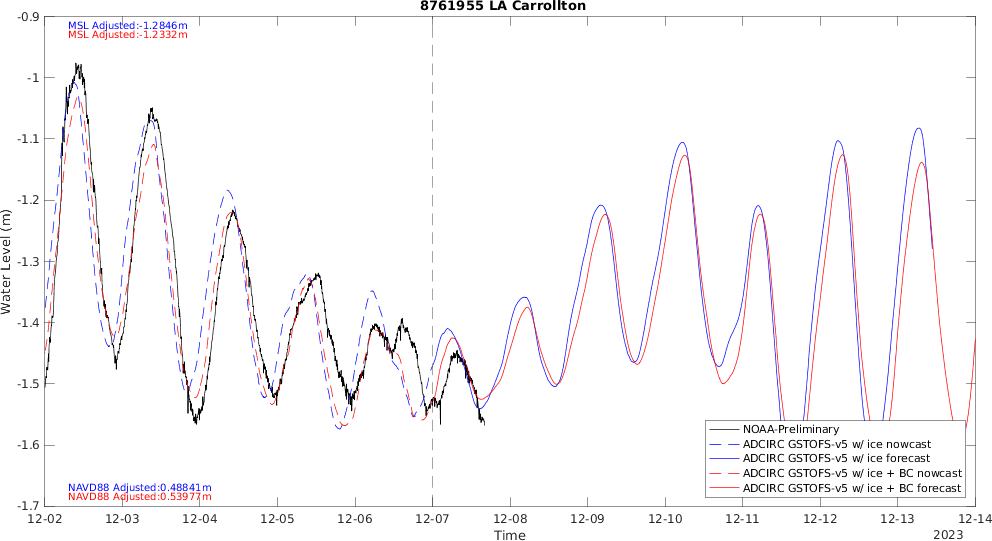 8761955 LA Carrollton
MSL Adjusted:-1.2846m
MSL Adjusted:-1.2332m
Water Level (m)
-0.9
-1
-1.1
-1.2
-1.3
-1.4
-1.5
-1.6
-1.7
NAVD88 Adjusted:0.48841m
NAVD88 Adjusted:0.53977m
NOAA-Preliminary
ADCIRC GSTOFS-v5 w/ ice nowcast
ADCIRC GSTOFS-v5 w/ ice forecast
ADCIRC GSTOFS-v5 w/ ice + BC nowcast
ADCIRC GSTOFS-v5 w/ ice + BC forecast
12-02 12-03 12-04 12-05 12-06 12-07 12-08 12-09 12-10 12-11 12-12 12-13 12-14
Time
2023